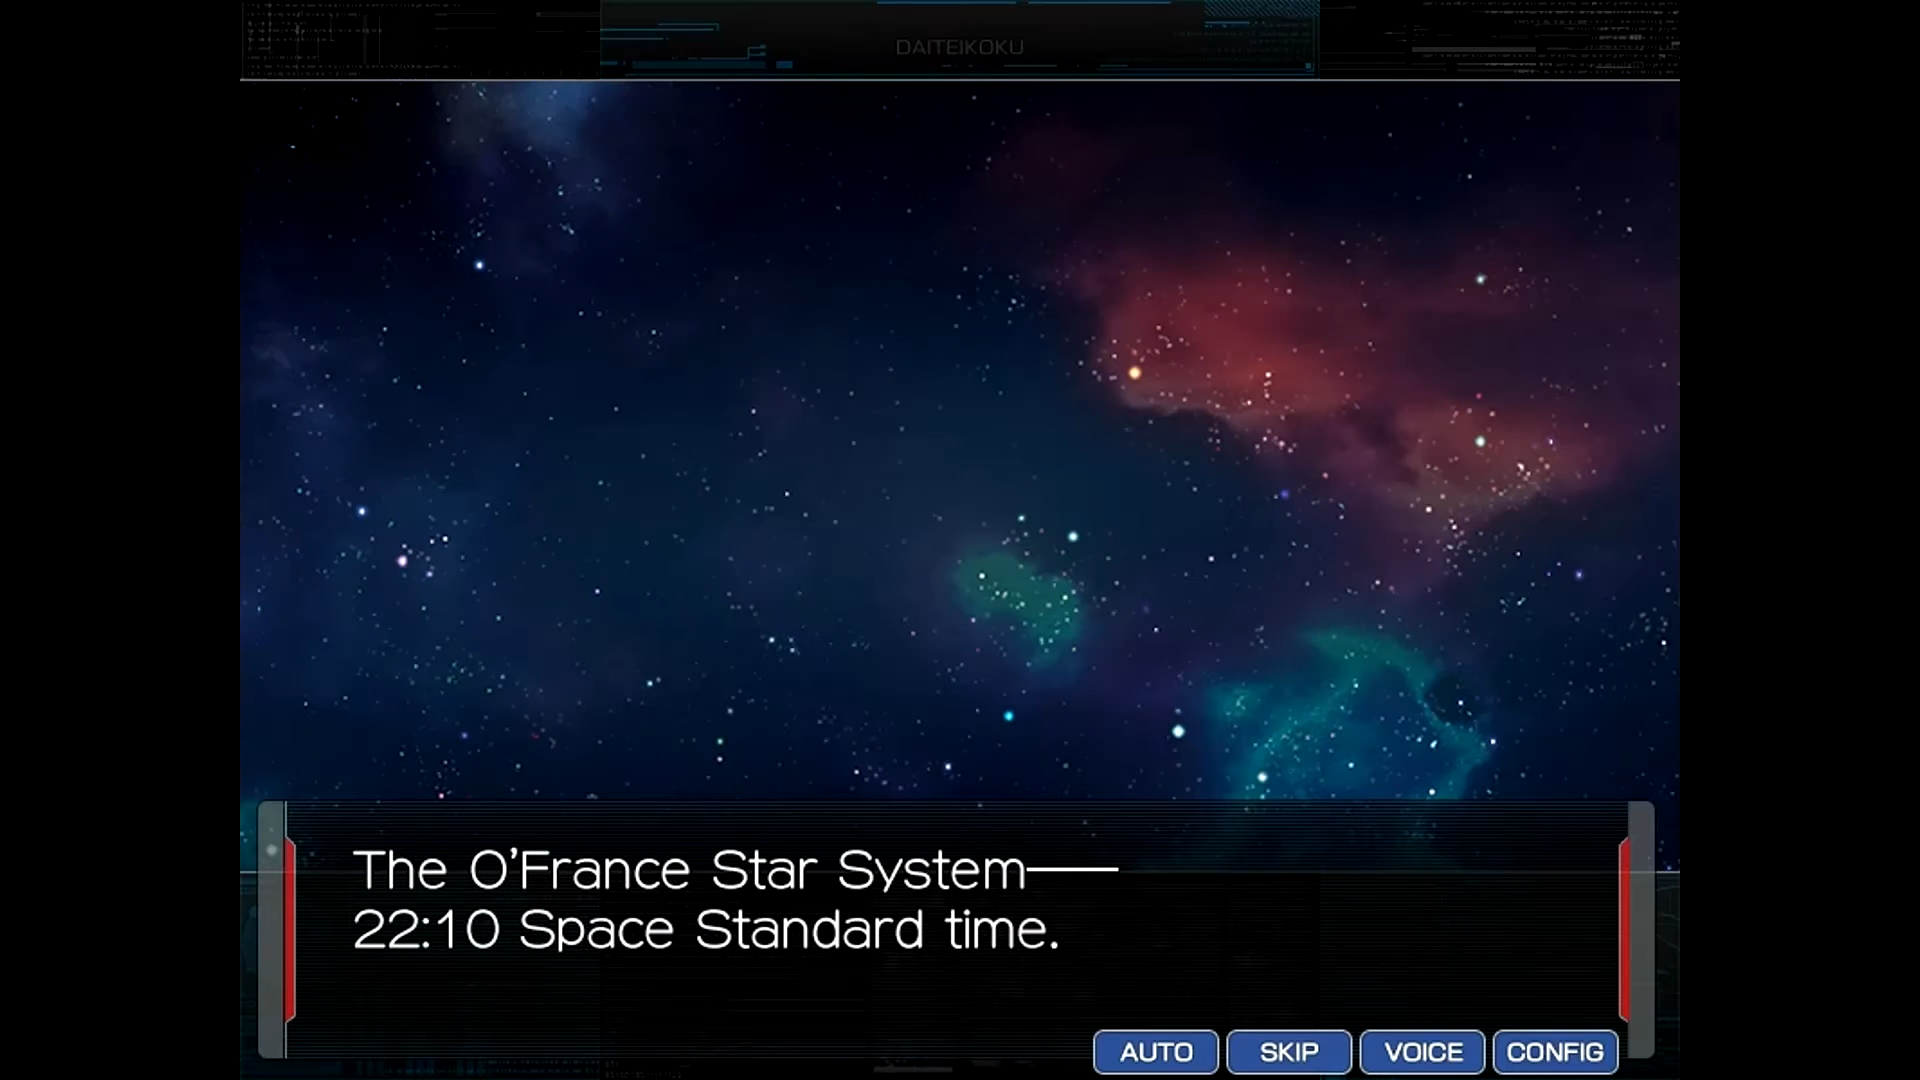 DAITEIKOKU
The O'France Star System——
22:10 Space Standard time.
AUTO SKIP VOICE CONFIG